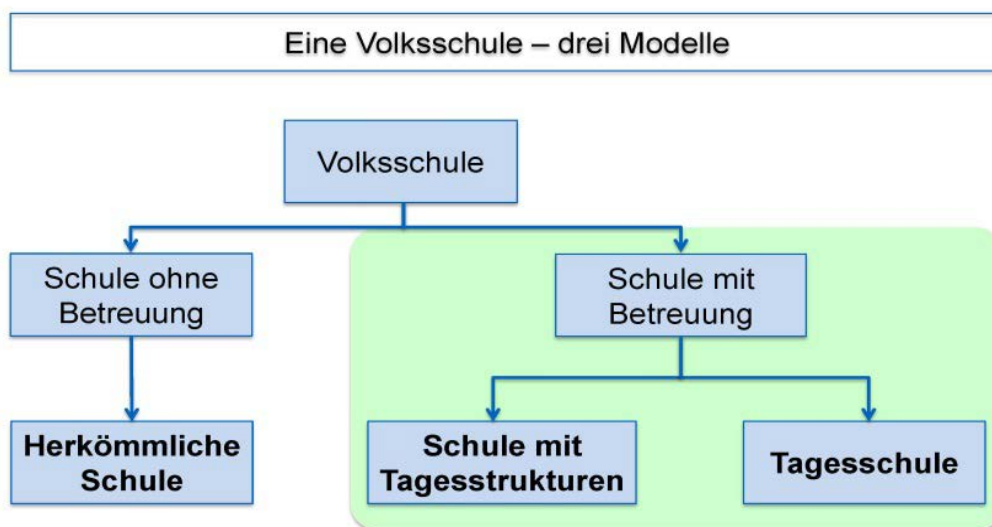 Eine Volksschule – drei Modelle
Volksschule
Schule ohne
Betreuung
Schule mit
Betreuung
Herkömmliche
Schule
Schule mit
Tagesstrukturen
Tagesschule